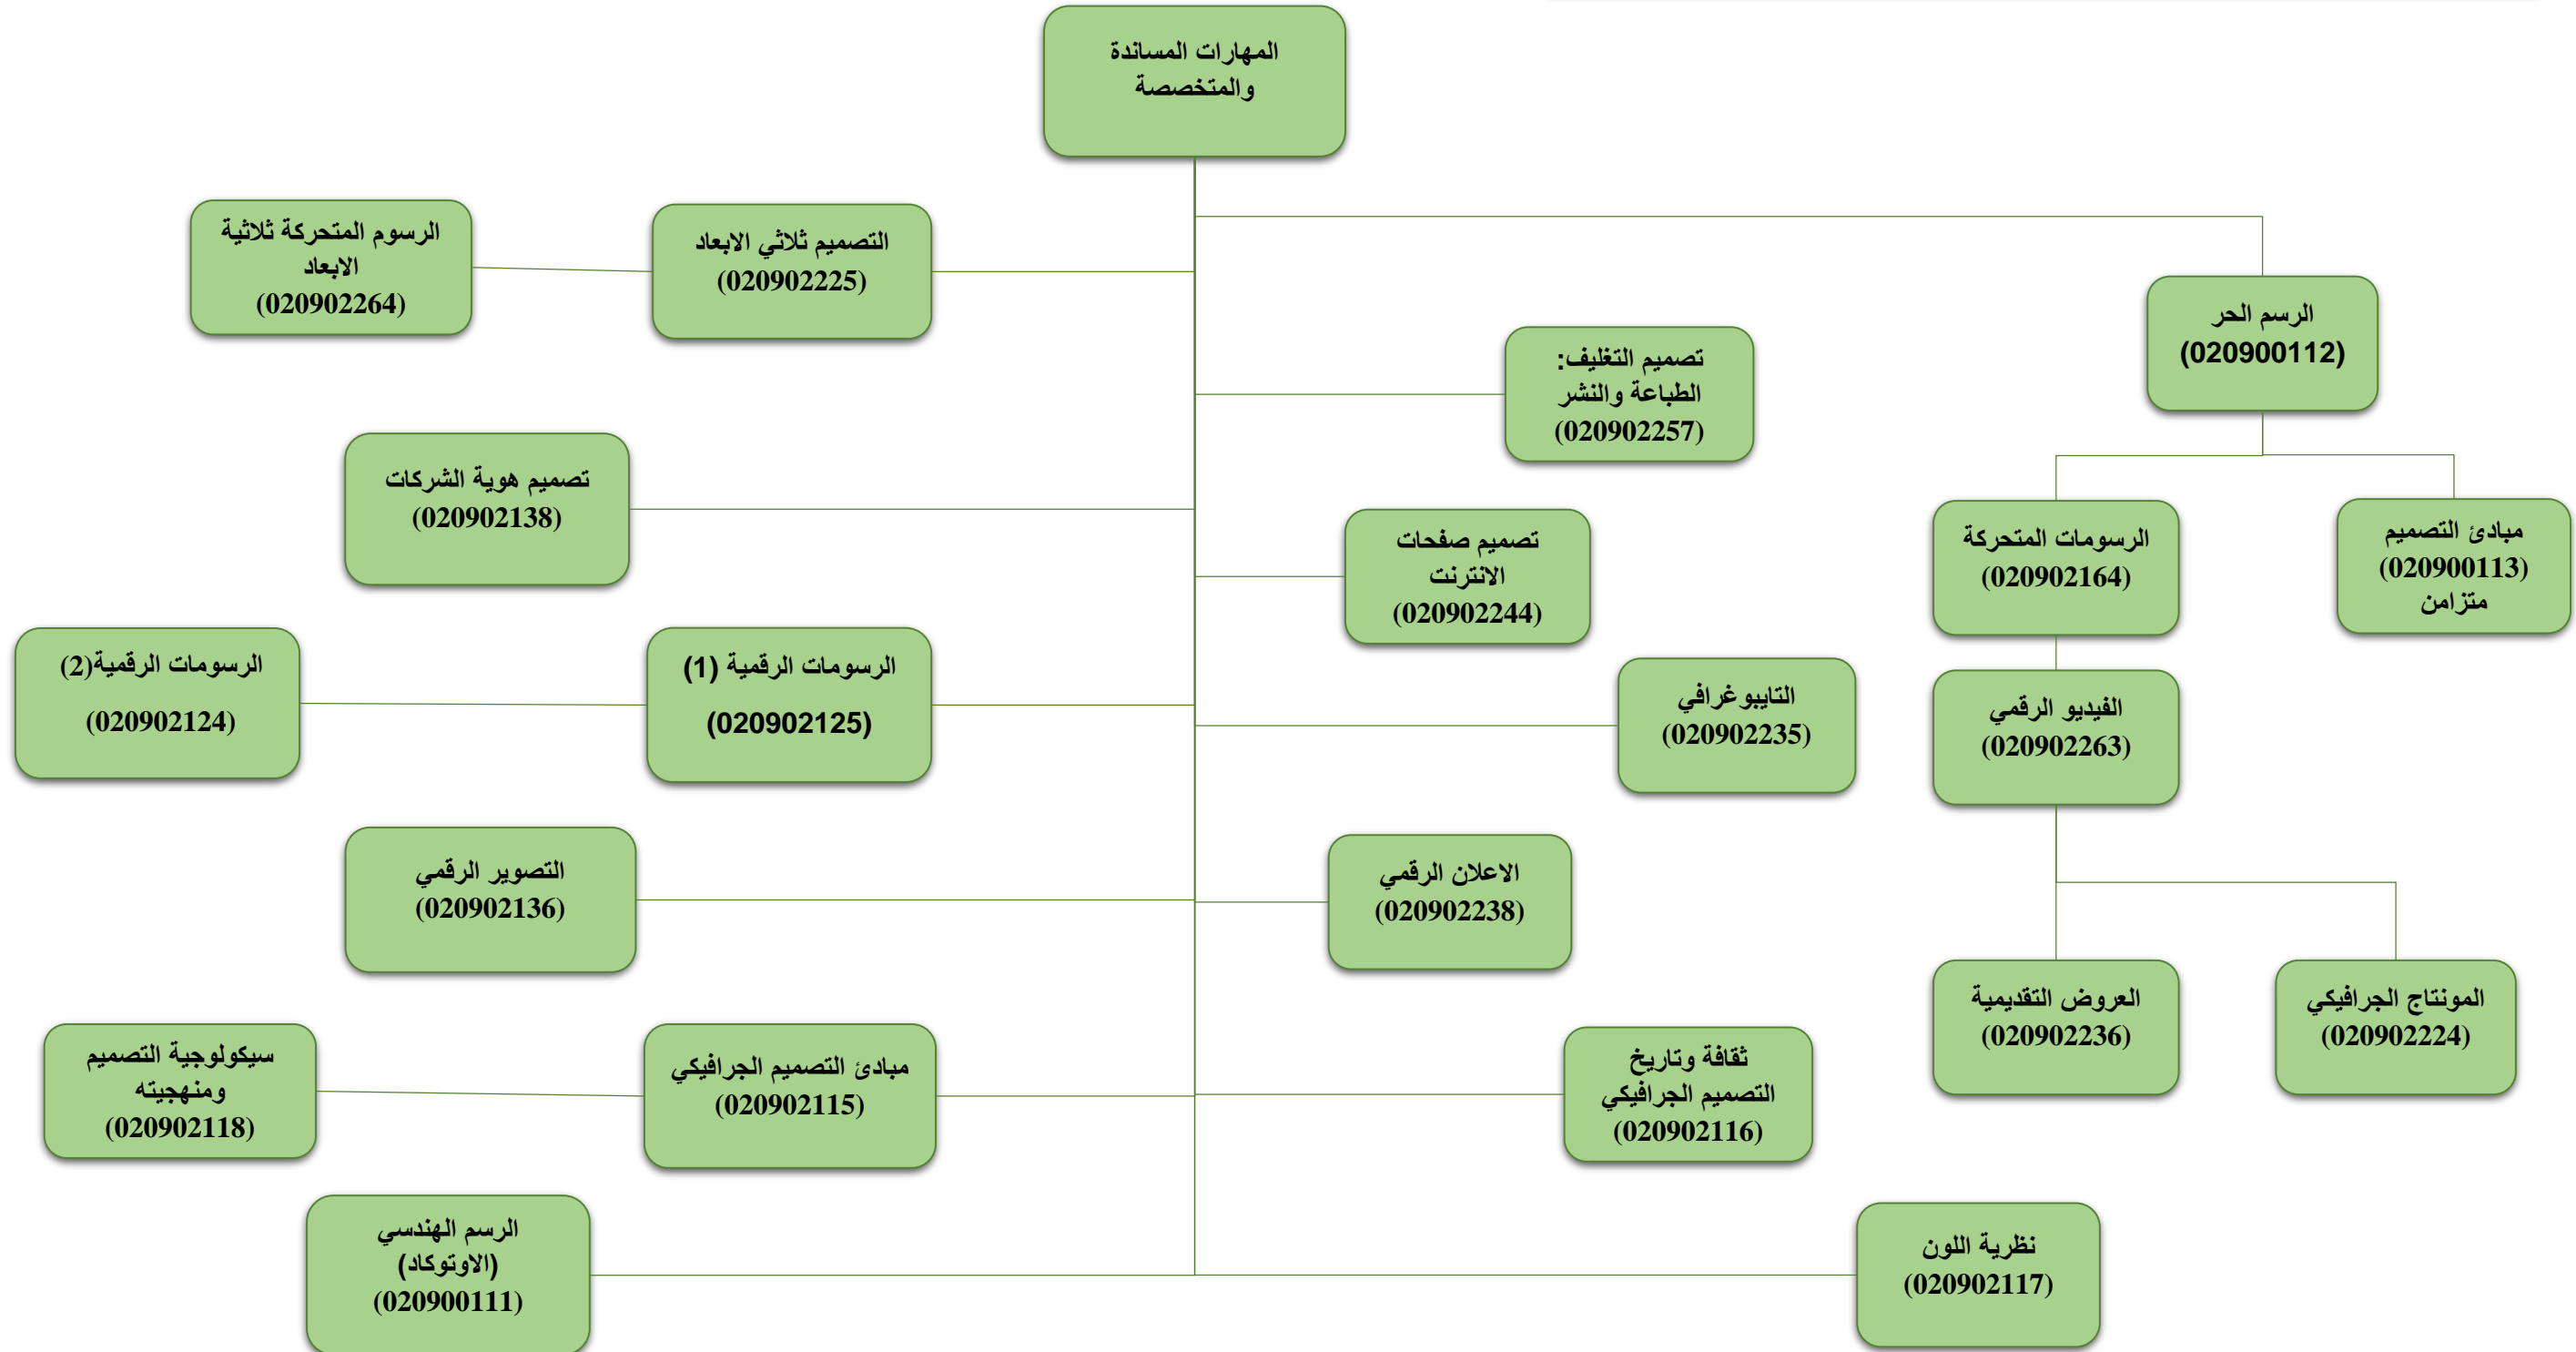 المهارات المساندة
والمتخصصة
الرسم الحر
(020900112)
مبادئ التصميم
(020900113)
متزامن
الرسومات المتحركة
(020902164)
الفيديو الرقمي
(020902263)
المونتاج الجرافيكي
(020902224)
العروض التقديمية
(020902236)
تصميم التغليف:
الطباعة والنشر
(020902257)
تصميم صفحات
الانترنت
(020902244)
التايبوغرافي
(020902235)
الاعلان الرقمي
(020902238)
ثقافة وتاريخ
التصميم الجرافيكي
(020902116)
نظرية اللون
(020902117)
التصميم ثلاثي الابعاد
(020902225)
الرسوم المتحركة ثلاثية
الابعاد
(020902264)
تصميم هوية الشركات
(020902138)
الرسومات الرقمية (1)
(020902125)
الرسومات الرقمية(2)
(020902124)
التصوير الرقمي
(020902136)
مبادئ التصميم الجرافيكي
(020902115)
سيكولوجية التصميم
ومنهجيته
(020902118)
الرسم الهندسي
(الاوتوكاد)
(020900111)